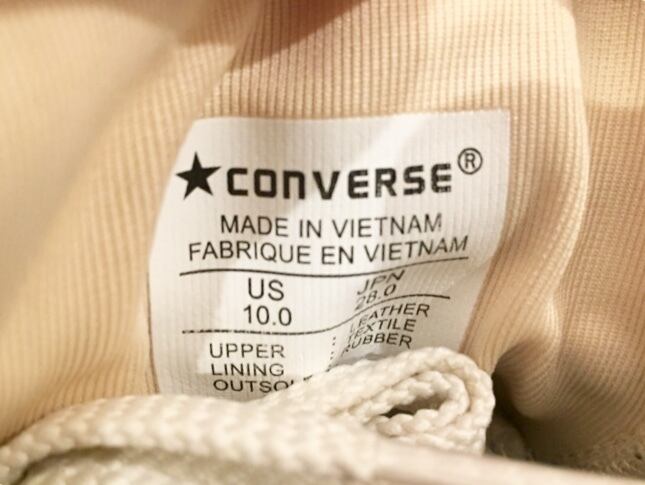 ★CONVERSE®
MADE IN VIETNAM
FABRIQUE EN VIETNAM
US JPN
10.0 28.0
UPPER : LEATHER
LINING : TEXTILE
RUBBER